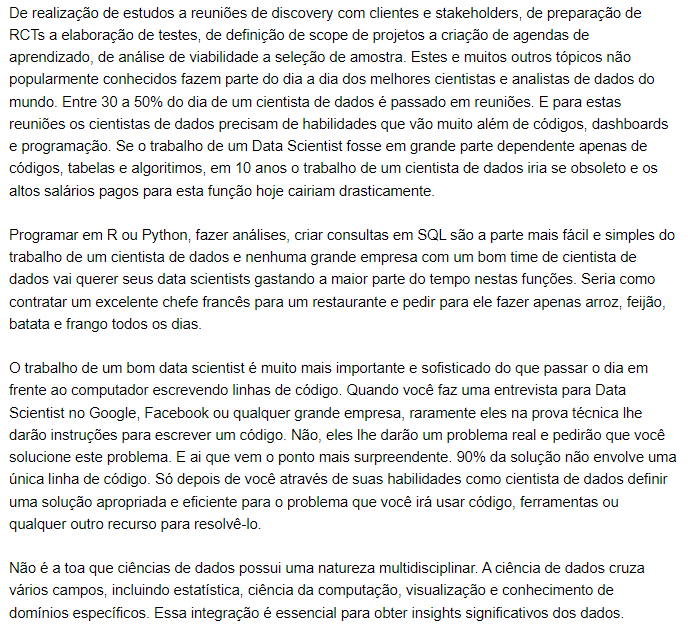 De realização de estudos a reuniões de discovery com clientes e stakeholders, de preparação de
RCTs a elaboração de testes, de definição de scope de projetos a criação de agendas de
aprendizado, de análise de viabilidade a seleção de amostra. Estes e muitos outros tópicos não
popularmente conhecidos fazem parte do dia a dia dos melhores cientistas e analistas de dados do
mundo. Entre 30 a 50% do dia de um cientista de dados é passado em reuniões. E para estas
reuniões os cientistas de dados precisam de habilidades que vão muito além de códigos, dashboards
e programação. Se o trabalho de um Data Scientist fosse em grande parte dependente apenas de
códigos, tabelas e algoritimos, em 10 anos o trabalho de um cientista de dados iria se obsoleto e os
altos salários pagos para esta função hoje cairiam drasticamente.

Programar em R ou Python, fazer análises, criar consultas em SQL são a parte mais fácil e simples do
trabalho de um cientista de dados e nenhuma grande empresa com um bom time de cientista de
dados vai querer seus data scientists gastando a maior parte do tempo nestas funções. Seria como
contratar um excelente chefe francês para um restaurante e pedir para ele fazer apenas arroz, feijão,
batata e frango todos os dias.

O trabalho de um bom data scientist é muito mais importante e sofisticado do que passar o dia em
frente ao computador escrevendo linhas de código. Quando você faz uma entrevista para Data
Scientist no Google, Facebook ou qualquer grande empresa, raramente eles na prova técnica lhe
darão instruções para escrever um código. Não, eles lhe darão um problema real e pedirão que você
solucione este problema. E ai que vem o ponto mais surpreendente. 90% da solução não envolve uma
única linha de código. Só depois de você através de suas habilidades como cientista de dados definir
uma solução apropriada e eficiente para o problema que você irá usar código, ferramentas ou
qualquer outro recurso para resolvê-lo.

Não é a toa que ciências de dados possui uma natureza multidisciplinar. A ciência de dados cruza
vários campos, incluindo estatística, ciência da computação, visualização e conhecimento de
domínios específicos. Essa integração é essencial para obter insights significativos dos dados.